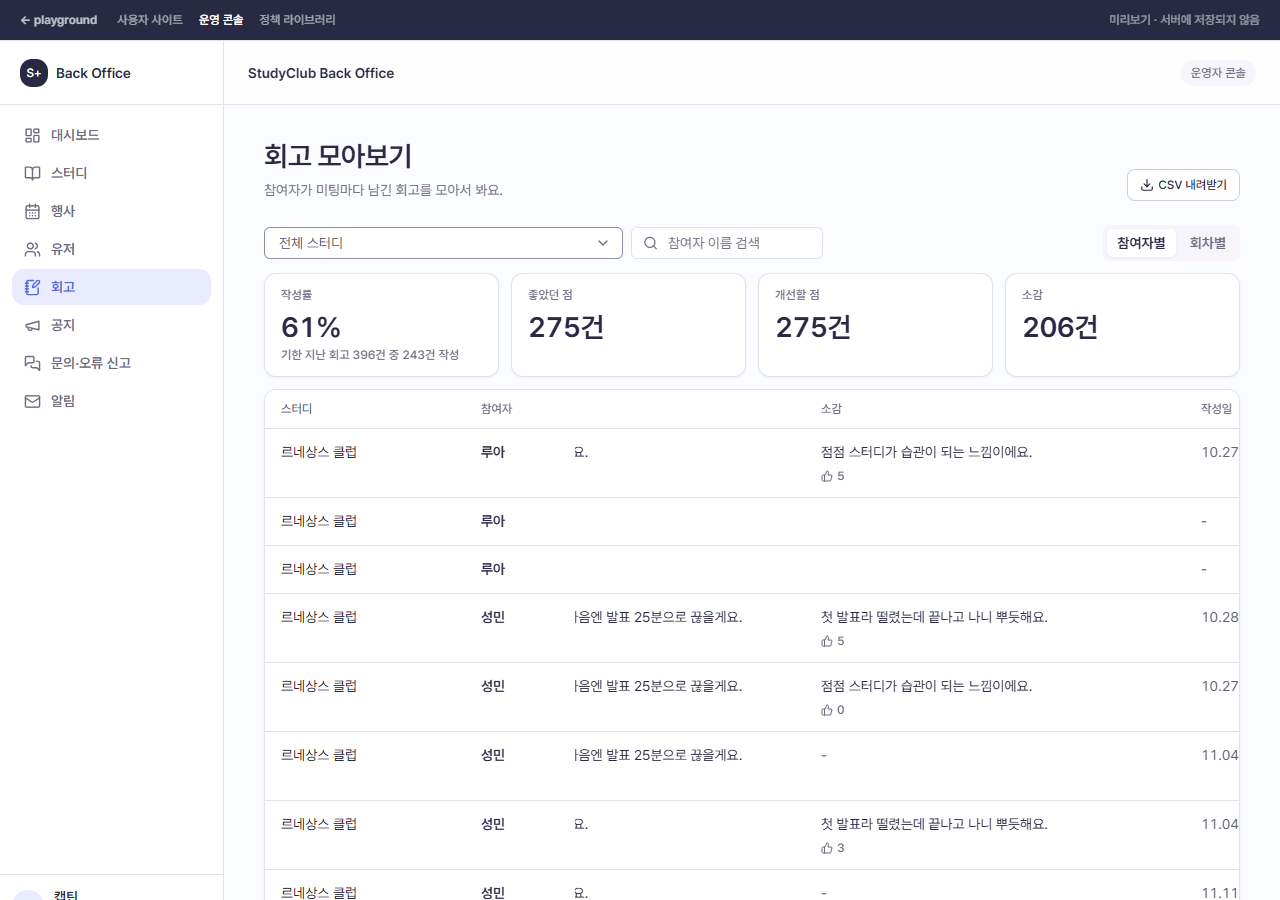 ← playground 사용자 사이트 운영 콘솔 정책 라이브러리 미리보기 · 서버에 저장되지 않음
S+ Back Office
StudyClub Back Office 운영자 콘솔
대시보드
스터디
행사
유저
회고
공지
문의·오류 신고
알림
캡틴
회고 모아보기
참여자가 미팅마다 남긴 회고를 모아서 봐요.
CSV 내려받기
전체 스터디 참여자 이름 검색 참여자별 회차별
작성률 좋았던 점 개선할 점 소감
61% 275건 275건 206건
기한 지난 회고 396건 중 243건 작성
스터디 참여자 소감 작성일
르네상스 클럽 루아 요. 점점 스터디가 습관이 되는 느낌이에요. 10.27
5
르네상스 클럽 루아 -
르네상스 클럽 루아 -
르네상스 클럽 성민 음엔 발표 25분으로 끊을게요. 첫 발표라 떨렸는데 끝나고 나니 뿌듯해요. 10.28
5
르네상스 클럽 성민 음엔 발표 25분으로 끊을게요. 점점 스터디가 습관이 되는 느낌이에요. 10.27
0
르네상스 클럽 성민 음엔 발표 25분으로 끊을게요. - 11.04
르네상스 클럽 성민 요. 첫 발표라 떨렸는데 끝나고 나니 뿌듯해요. 11.04
3
르네상스 클럽 성민 요. - 11.11